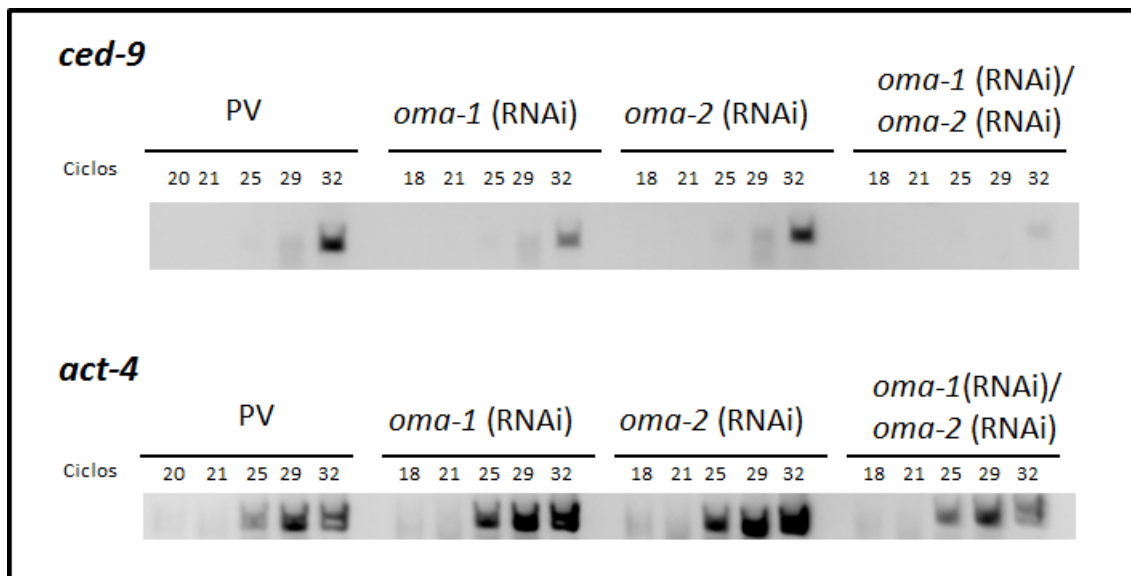 ced-9
PV
oma-1 (RNAi)
oma-2 (RNAi)
oma-1 (RNAi)/
oma-2 (RNAi)
Ciclos
20 21 25 29 32
18 21 25 29 32
18 21 25 29 32
18 21 25 29 32
act-4
PV
oma-1 (RNAi)
oma-2 (RNAi)
oma-1(RNAi)/
oma-2 (RNAi)
Ciclos
20 21 25 29 32
18 21 25 29 32
18 21 25 29 32
18 21 25 29 32